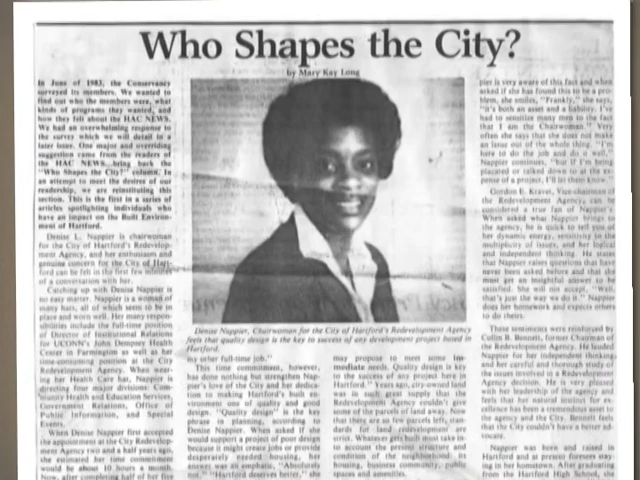 Who Shapes the City?
by Mary Kay Long
In June of 1983, the Conservancy
surveyed its members. We wanted to
find out who the members were, what
kinds of programs they wanted, and
how they felt about the HAC NEWS.
We had an overwhelming response to
the survey which we will detail in a
later issue. One major and overriding
suggestion came from the readers of
the HAC NEWS—bring back the
"Who Shapes the City?" column. In
an attempt to meet the desires of our
readership, we are reinstituting this
section. This is the first in a series of
articles spotlighting individuals who
have an impact on the Built Environ-
ment of Hartford.
Denise L. Nappier is chairwoman
for the City of Hartford's Redevelop-
ment Agency, and her enthusiasm and
genuine concern for the City of Hart-
ford can be felt in the first few minutes
of a conversation with her.
Catching up with Denise Nappier is
no easy matter. Nappier is a woman of
many hats, all of which seem to be in
place and worn well. Her many respon-
sibilities include the full-time position
of Director of Institutional Relations
for UCONN's John Dempsey Health
Center in Farmington as well as her
time-consuming position at the City
Redevelopment Agency. When wear-
ing her Health Care hat, Nappier is
directing four major divisions: Com-
munity Health and Education Services,
Government Relations, Office of
Public Information, and Special
Events.
When Denise Nappier first accepted
the appointment at the City Redevelop-
ment Agency two and a half years ago,
she estimated her time commitment
would be about 10 hours a month.
Now, after completing half of her five
Denise Nappier, Chairwoman for the City of Hartford's Redevelopment Agency
feels that quality design is the key to success of any development project based in
Hartford.
my other full-time job."
This time commitment, however,
has done nothing but strengthen Nap-
pier's love of the City and her dedica-
tion to making Hartford's built en-
vironment one of quality and good
design. "Quality design" is the key
phrase in planning, according to
Denise Nappier. When asked if she
would support a project of poor design
because it might create jobs or provide
desperately needed housing, her
answer was an emphatic, "Absolutely
not." "Hartford deserves better," she
may propose to meet some im-
mediate needs. Quality design is key
to the success of any project here in
Hartford." Years ago, city-owned land
was in such great supply that the
Redevelopment Agency couldn't give
some of the parcels of land away. Now
that there are so few parcels left, stan-
dards for land redevelopment are
strict. Whatever gets built must take in-
to account the present structure and
condition of the neighborhood, its
housing, business community, public
spaces and amenities.
pier is very aware of this fact and when
asked if she has found this to be a pro-
blem, she smiles, "Frankly," she says,
"it's both an asset and a liability. I've
had to sensitize many men to the fact
that I am the Chairwoman." Very
often she says that she does not make
an issue out of the whole thing. "I'm
here to do the job and do it well,"
Nappier continues, "but if I'm being
placated or talked down to at the ex-
pense of a project, I'll let them know."
Gordon E. Kravet, Vice-chairman of
the Redevelopment Agency, can be
considered a true fan of Nappier's.
When asked what Nappier brings to
the agency, he is quick to tell you of
her dynamic energy, sensitivity to the
multiplicity of issues, and her logical
and independent thinking. He states
that Nappier raises questions that have
never been asked before and that she
must get an insightful answer to be
satisfied. She will not accept, "Well,
that's just the way we do it." Nappier
does her homework and expects others
to do theirs.
These sentiments were reinforced by
Collin B. Bennett, former Chairman of
the Redevelopment Agency. He lauded
Nappier for her independent thinking
and her careful and thorough study of
the issues involved in a Redevelopment
Agency decision. He is very pleased
with her leadership of the agency and
feels that her natural instinct for ex-
cellence has been a tremendous asset to
the agency and the City. Bennett feels
that the City couldn't have a better ad-
vocate.
Nappier was born and raised in
Hartford and at present foresees stay-
ing in her hometown. After graduating
from the Hartford High School, she